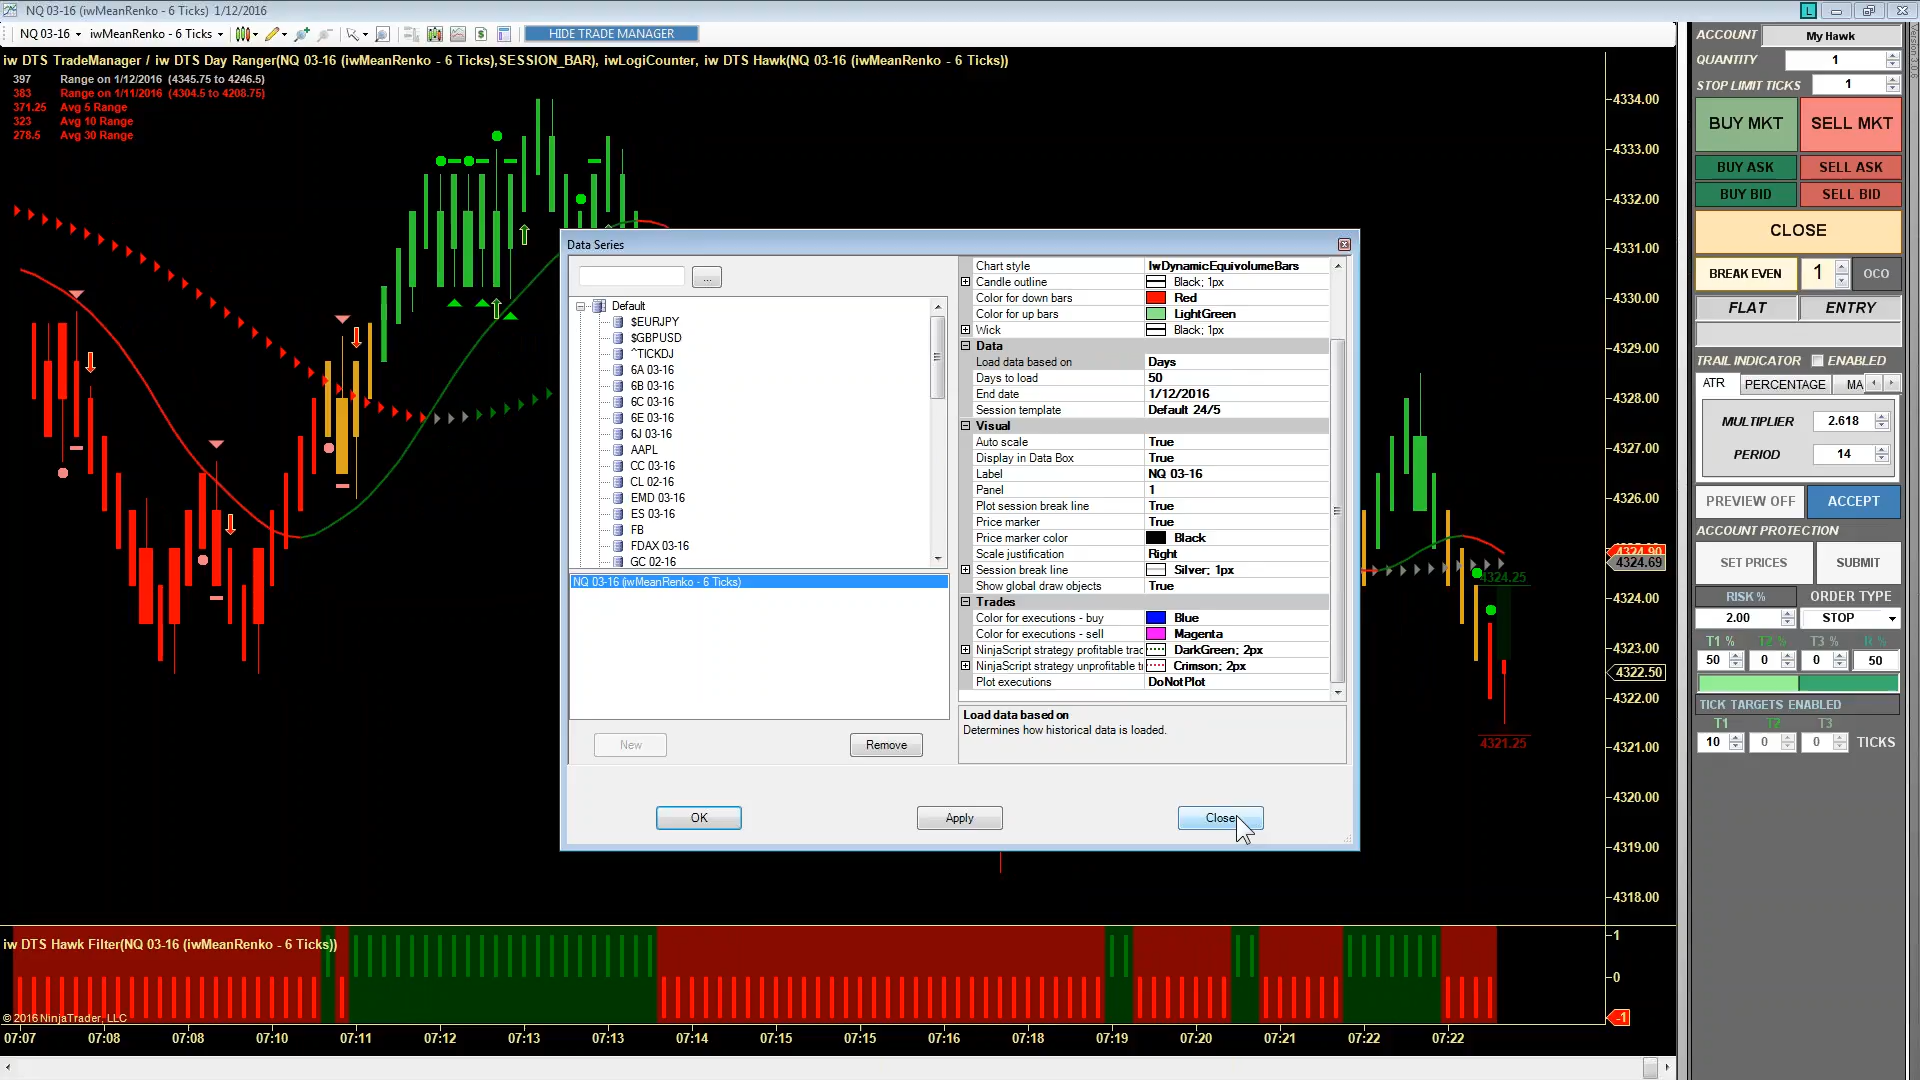 NQ 03-16 (iwMeanRenko - 6 Ticks)  1/12/2016
L
NQ 03-16
iwMeanRenko - 6 Ticks
$
HIDE TRADE MANAGER
iw DTS TradeManager / iw DTS Day Ranger(NQ 03-16 (iwMeanRenko - 6 Ticks),SESSION_BAR), iwLogiCounter, iw DTS Hawk(NQ 03-16 (iwMeanRenko - 6 Ticks))
397 Range on 1/12/2016 (4345.75 to 4246.5)
383 Range on 1/11/2016 (4304.5 to 4208.75)
371.25 Avg 5 Range
323 Avg 10 Range
278.5 Avg 30 Range
Data Series
...
Default
$EURJPY
$GBPUSD
^TICKDJ
6A 03-16
6B 03-16
6C 03-16
6E 03-16
6J 03-16
AAPL
CC 03-16
CL 02-16
EMD 03-16
ES 03-16
FB
FDAX 03-16
GC 02-16
NQ 03-16 (iwMeanRenko - 6 Ticks)
New
Remove
Chart style IwDynamicEquivolumeBars
Candle outline Black; 1px
Color for down bars Red
Color for up bars LightGreen
Wick Black; 1px
Data
Load data based on Days
Days to load 50
End date 1/12/2016
Session template Default 24/5
Visual
Auto scale True
Display in Data Box True
Label NQ 03-16
Panel 1
Plot session break line True
Price marker True
Price marker color Black
Scale justification Right
Session break line Silver; 1px
Show global draw objects True
Trades
Color for executions - buy Blue
Color for executions - sell Magenta
NinjaScript strategy profitable trac DarkGreen; 2px
NinjaScript strategy unprofitable ti Crimson; 2px
Plot executions DoNotPlot
Load data based on
Determines how historical data is loaded.
OK
Apply
Close
4324.25
4321.25
4334.00
4333.00
4332.00
4331.00
4330.00
4329.00
4328.00
4327.00
4326.00
4325.00
4324.90
4324.69
4324.00
4323.00
4322.50
4322.00
4321.00
4320.00
4319.00
4318.00
iw DTS Hawk Filter(NQ 03-16 (iwMeanRenko - 6 Ticks))
1
0
-1
© 2016 NinjaTrader, LLC
07:07 07:08 07:08 07:10 07:11 07:12 07:13 07:13 07:14 07:15 07:15 07:16 07:18 07:19 07:20 07:21 07:22 07:22
ACCOUNT My Hawk
QUANTITY 1
STOP LIMIT TICKS 1
BUY MKT SELL MKT
BUY ASK SELL ASK
BUY BID SELL BID
CLOSE
BREAK EVEN 1 OCO
FLAT ENTRY
TRAIL INDICATOR ENABLED
ATR PERCENTAGE MA
MULTIPLIER 2.618
PERIOD 14
PREVIEW OFF ACCEPT
ACCOUNT PROTECTION
SET PRICES SUBMIT
RISK % ORDER TYPE
2.00 STOP
T1 % T2 % T3 % R %
50 0 0 50
TICK TARGETS ENABLED
T1 T2 T3
10 0 0 TICKS